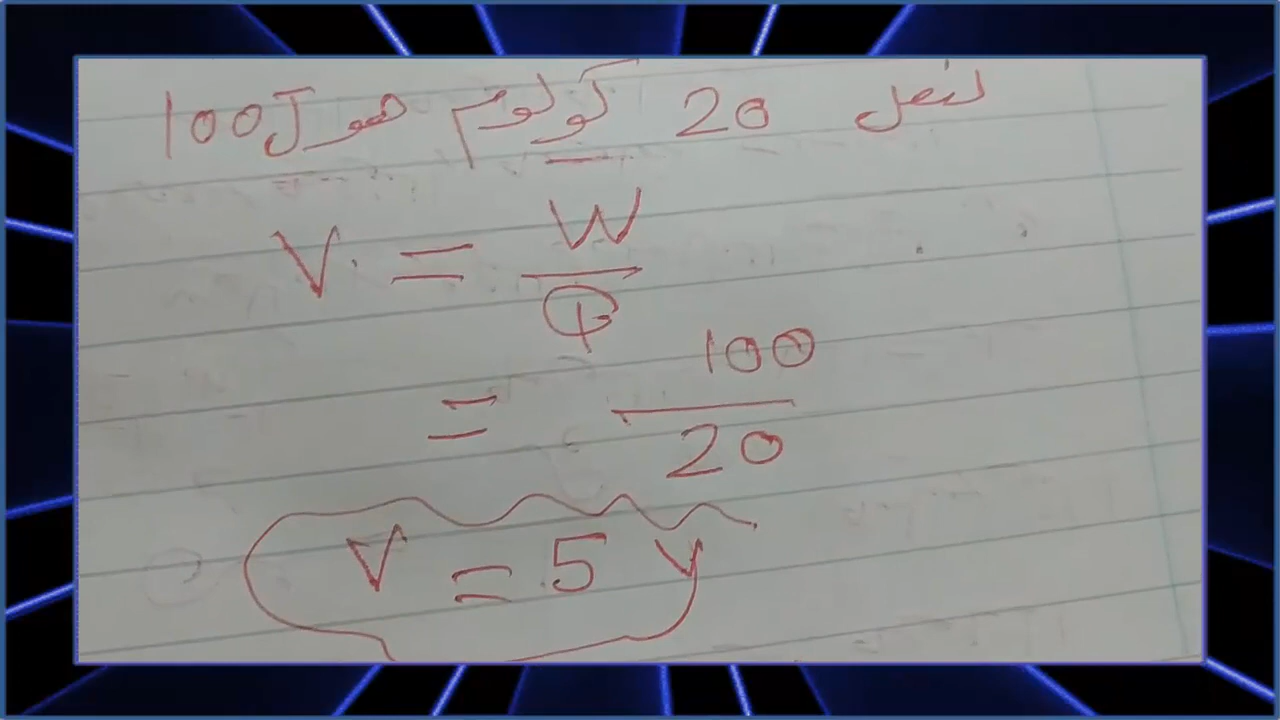 لنقل 20 كولوم هو 100J
V = W
Q
= 100
20
V = 5 v